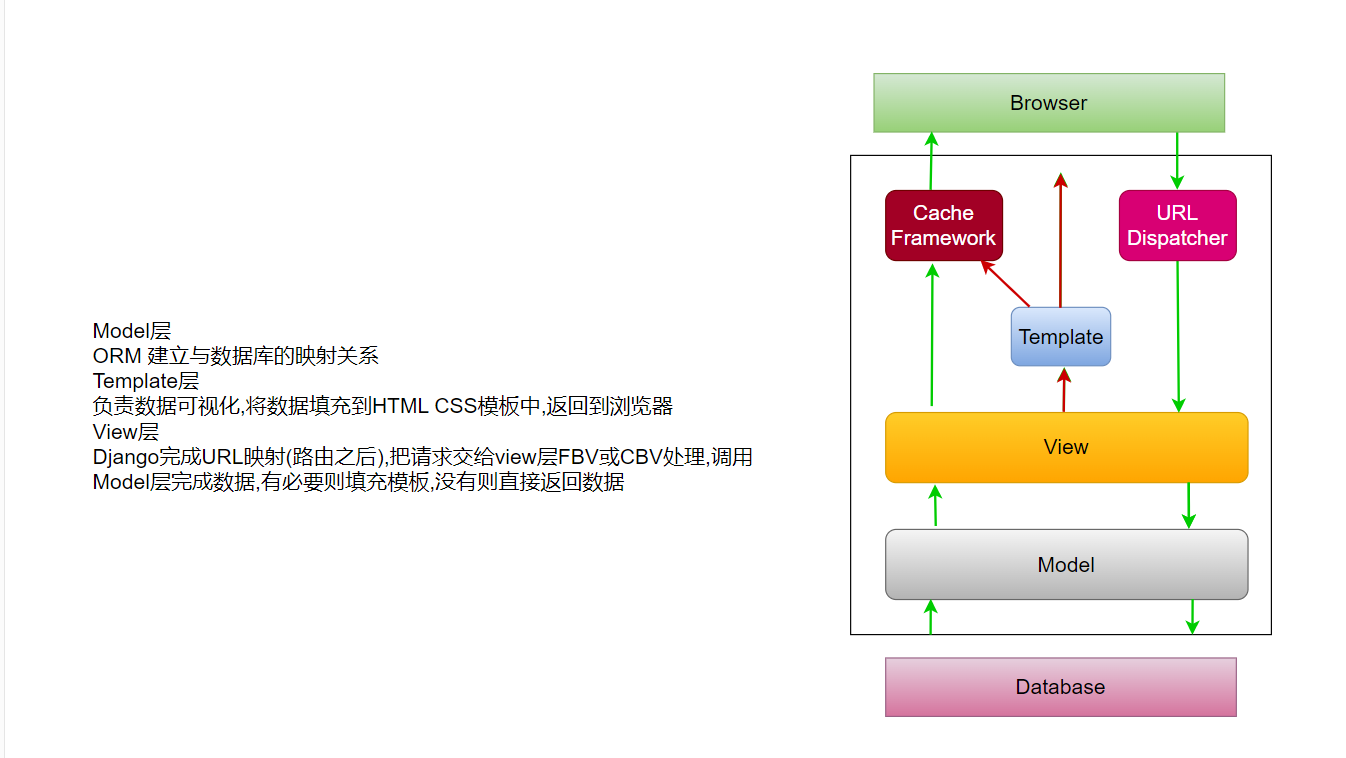 Model层
ORM 建立与数据库的映射关系
Template层
负责数据可视化,将数据填充到HTML CSS模板中,返回到浏览器
View层
Django完成URL映射(路由之后),把请求交给view层FBV或CBV处理,调用
Model层完成数据,有必要则填充模板,没有则直接返回数据
Browser
Cache
Framework
URL
Dispatcher
Template
View
Model
Database